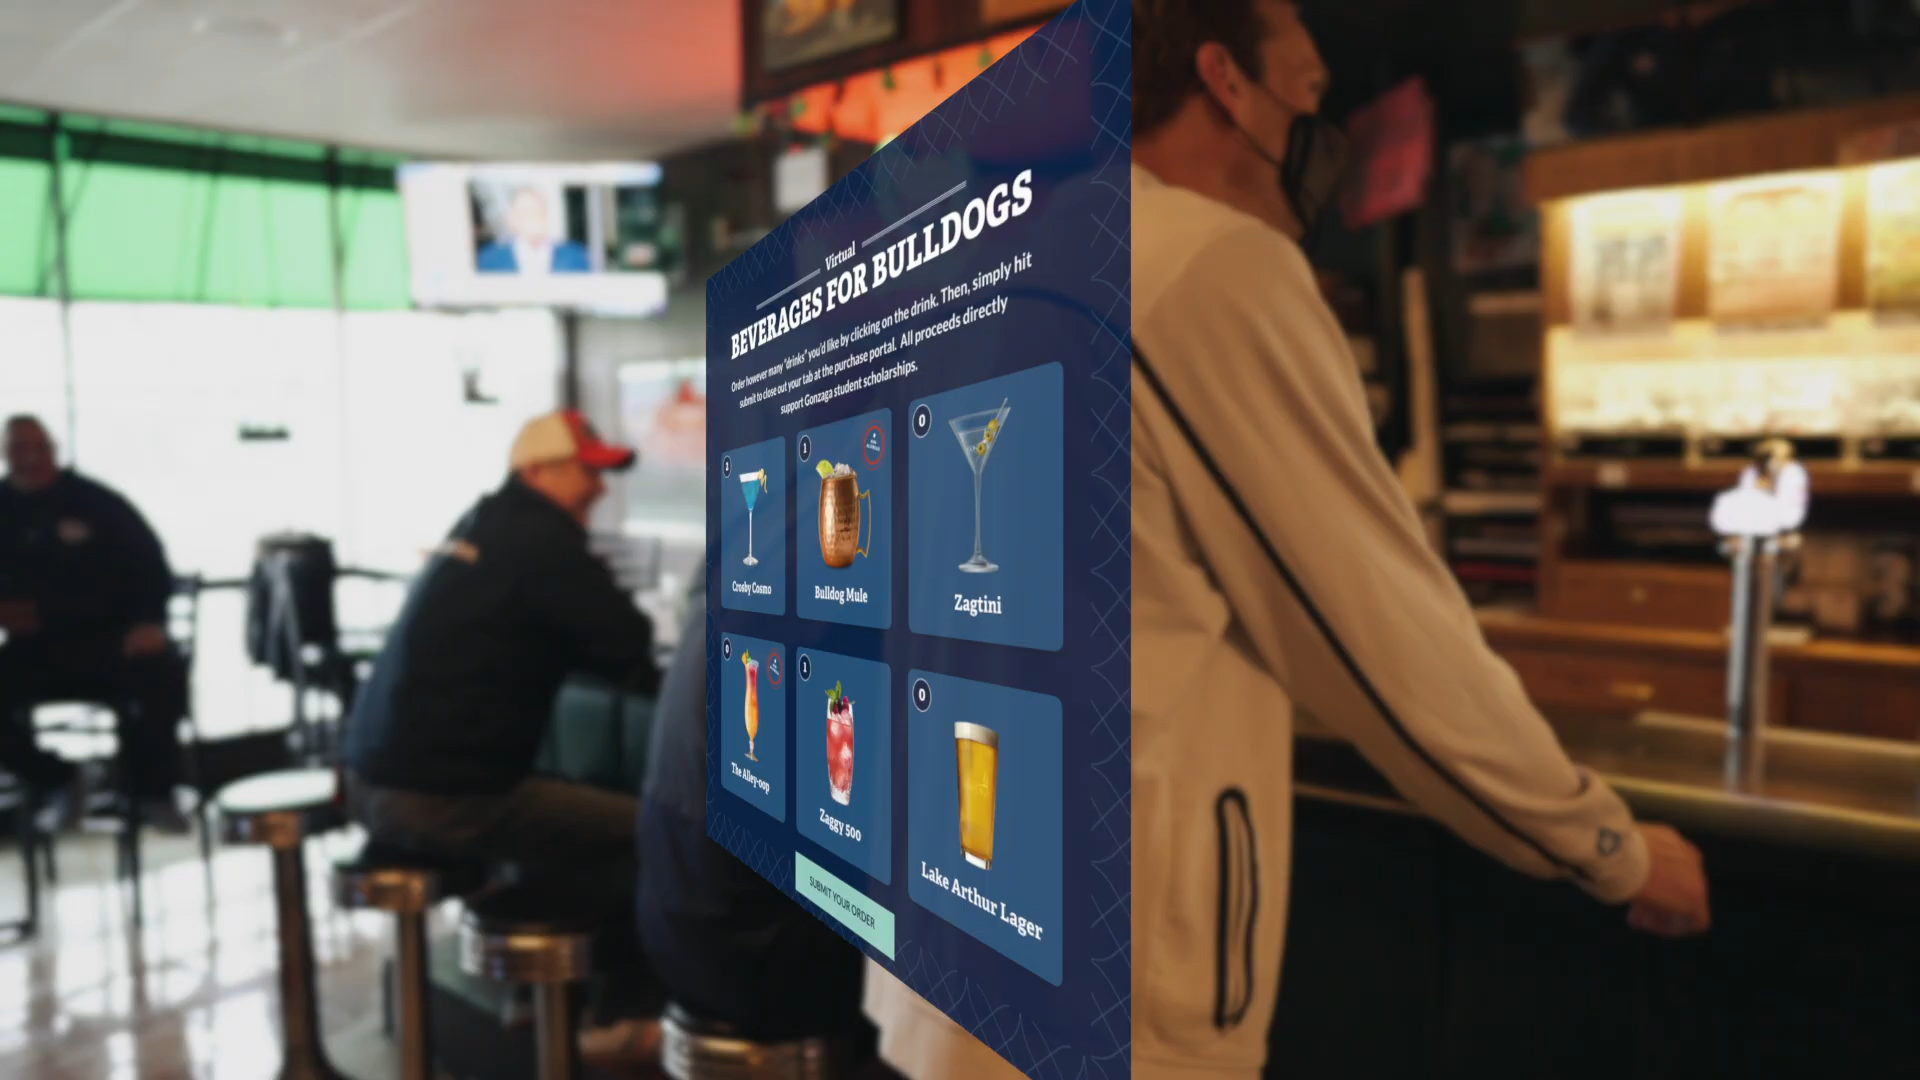 Virtual
BEVERAGES FOR BULLDOGS
Order however many "drinks" you'd like by clicking on the drink. Then, simply hit
submit to close out your tab at the purchase portal. All proceeds directly
support Gonzaga student scholarships.
1
0
Crosby Cosmo
Bulldog Mule
Zagtini
0
1
0
The Alley-oop
Zaggy 500
Lake Arthur Lager
SUBMIT YOUR ORDER